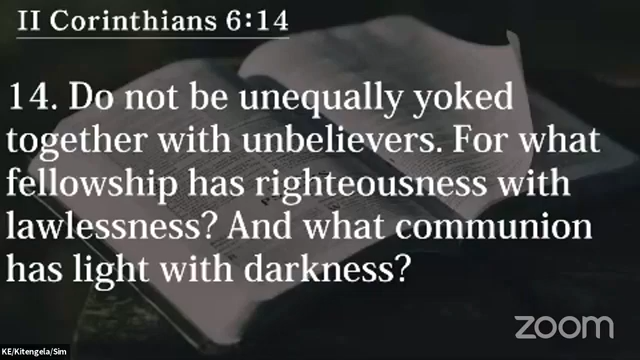 II Corinthians 6:14
14. Do not be unequally yoked
together with unbelievers. For what
fellowship has righteousness with
lawlessness? And what communion
has light with darkness?
zoom
KE/Kitengela/Sim